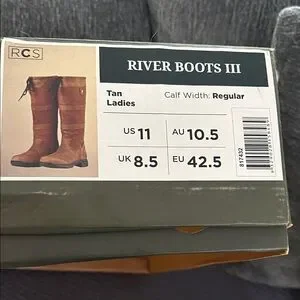 RCS
RIVER BOOTS III
Tan
Ladies
Calf Width: Regular
US 11
AU 10.5
UK 8.5
EU 42.5
817432